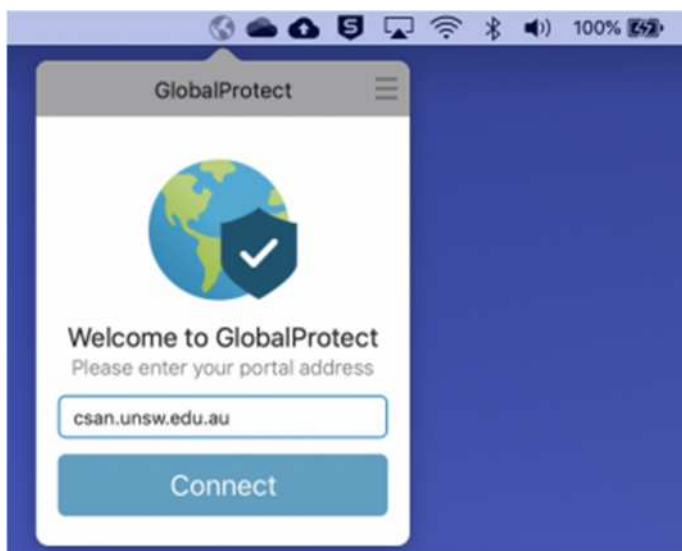 100%
GlobalProtect
Welcome to GlobalProtect
Please enter your portal address
csan.unsw.edu.au
Connect